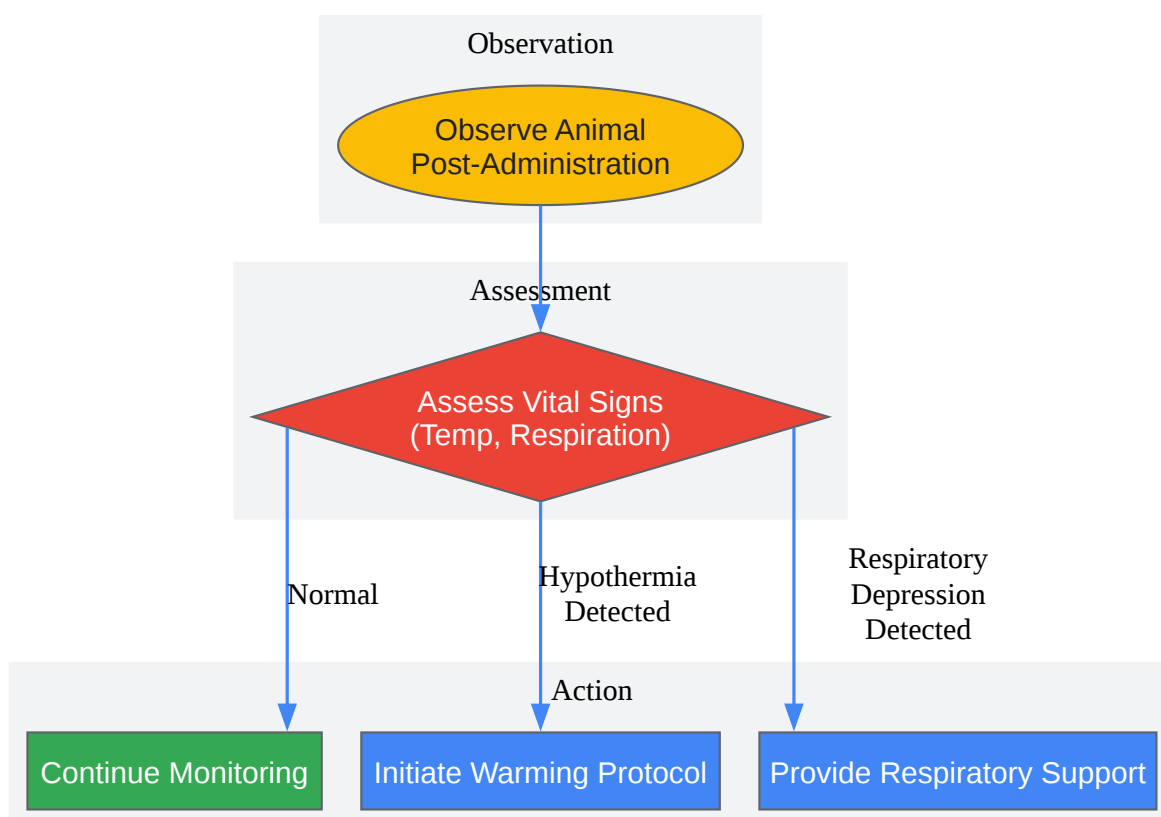 Observation
Observe Animal
Post-Administration
Assessment
Assess Vital Signs
(Temp, Respiration)
Normal
Hypothermia
Detected
Respiratory
Depression
Detected
Action
Continue Monitoring
Initiate Warming Protocol
Provide Respiratory Support